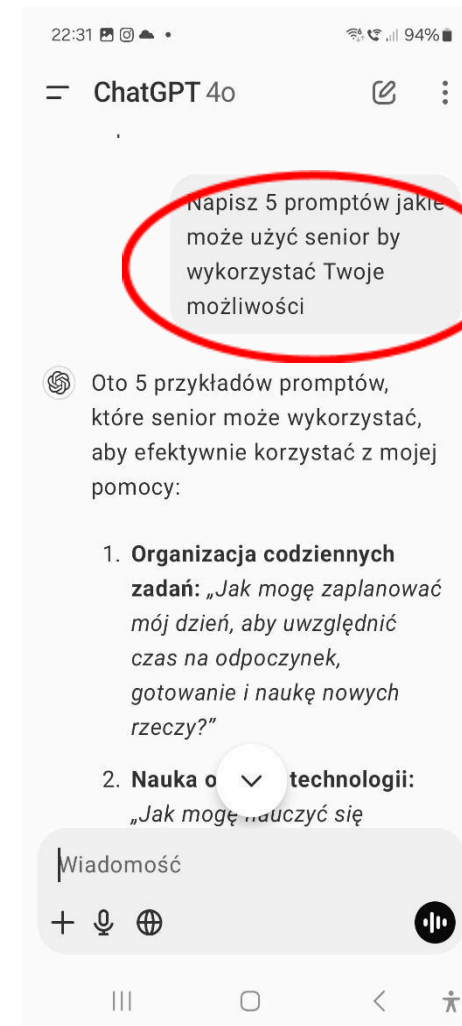 22:31
94%
ChatGPT 4o
Napisz 5 promptów jakie
może użyć senior by
wykorzystać Twoje
możliwości
Oto 5 przykładów promptów,
które senior może wykorzystać,
aby efektywnie korzystać z mojej
pomocy:
1. Organizacja codziennych
zadań: „Jak mogę zaplanować
mój dzień, aby uwzględnić
czas na odpoczynek,
gotowanie i naukę nowych
rzeczy?”
2. Nauka technologii:
„Jak mogę nauczyć się
Wiadomość